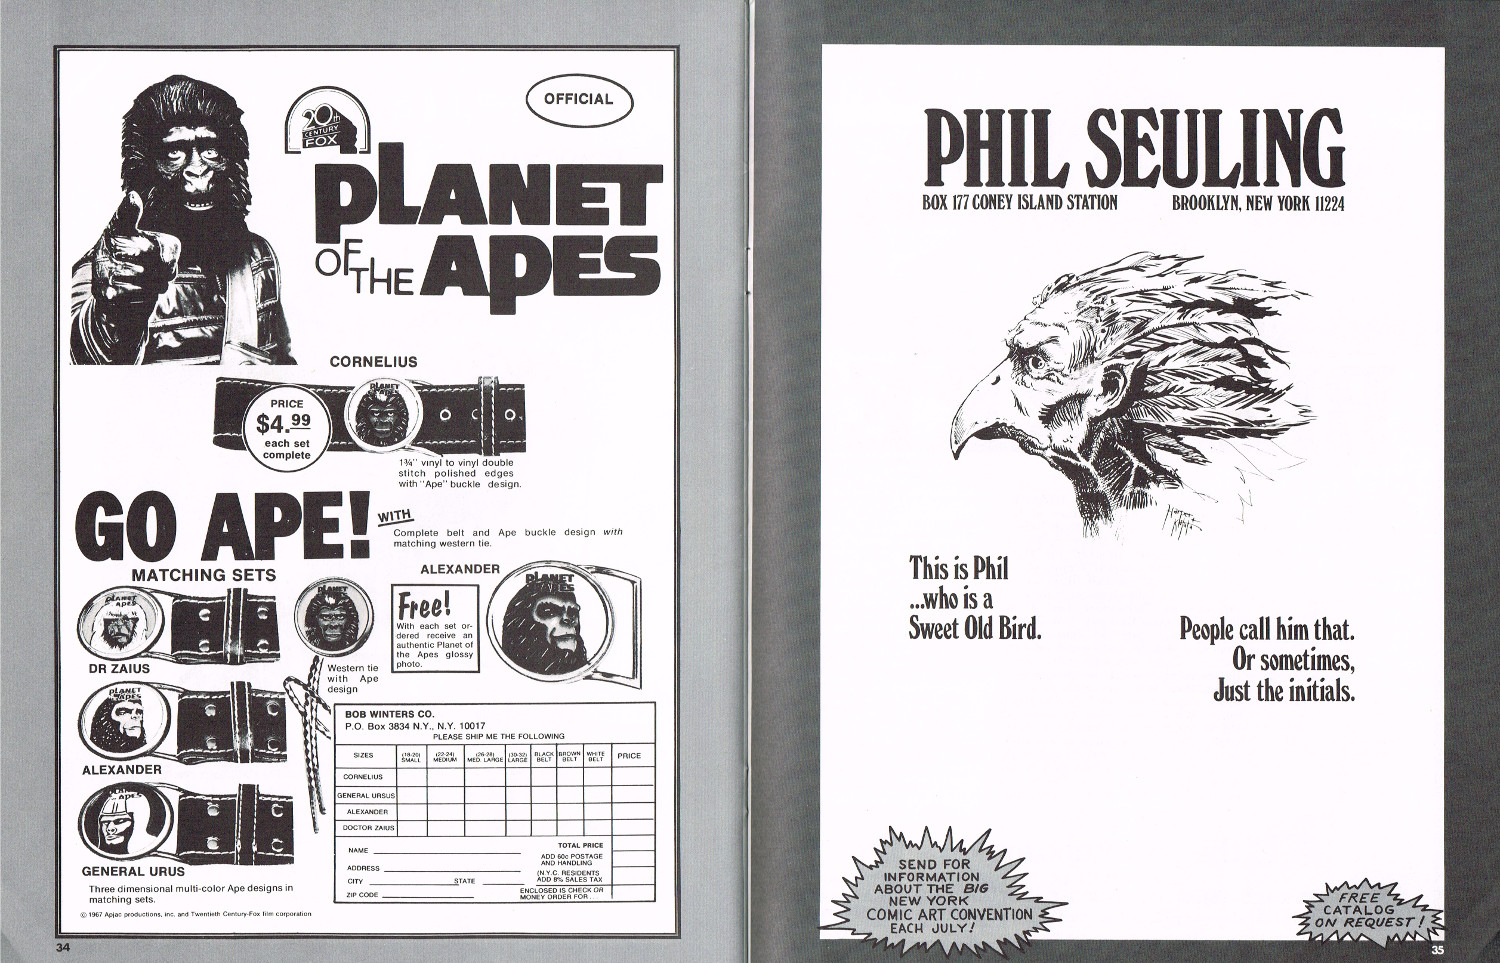 OFFICIAL
20th
CENTURY
FOX
PLANET
OF THE APES
CORNELIUS
PRICE
$4.99
each set
complete
1¾" vinyl to vinyl double
stitch polished edges
with "Ape" buckle design.
GO APE!
WITH
Complete belt and Ape buckle design with
matching western tie.
MATCHING SETS
ALEXANDER
Free!
With each set or-
dered receive an
authentic Planet of
the Apes glossy
photo.
DR ZAIUS
Western tie
with Ape
design
ALEXANDER
GENERAL URUS
Three dimensional multi-color Ape designs in
matching sets.
© 1967 Apjac productions, inc. and Twentieth Century-Fox film corporation
BOB WINTERS CO.
P.O. Box 3834 N.Y., N.Y. 10017
PLEASE SHIP ME THE FOLLOWING
SIZES (18-20) SMALL (22-24) MEDIUM (26-28) MED. LARGE (30-32) LARGE BLACK BELT BROWN BELT WHITE BELT PRICE
CORNELIUS
GENERAL URSUS
ALEXANDER
DOCTOR ZAIUS
NAME
ADDRESS
CITY STATE
ZIP CODE
TOTAL PRICE
ADD 60c POSTAGE
AND HANDLING
(N.Y.C. RESIDENTS
ADD 8% SALES TAX
ENCLOSED IS CHECK OR
MONEY ORDER FOR
34
PHIL SEULING
BOX 177 CONEY ISLAND STATION BROOKLYN, NEW YORK 11224
This is Phil
...who is a
Sweet Old Bird.
People call him that.
Or sometimes,
Just the initials.
SEND FOR
INFORMATION
ABOUT THE BIG
NEW YORK
COMIC ART CONVENTION
EACH JULY!
FREE
CATALOG
ON REQUEST!
35